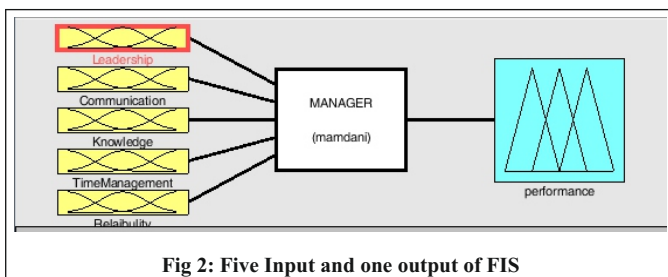 Leadership
Communication
Knowledge
TimeManagement
Relaibulity
MANAGER
(mamdani)
performance
Fig 2: Five Input and one output of FIS